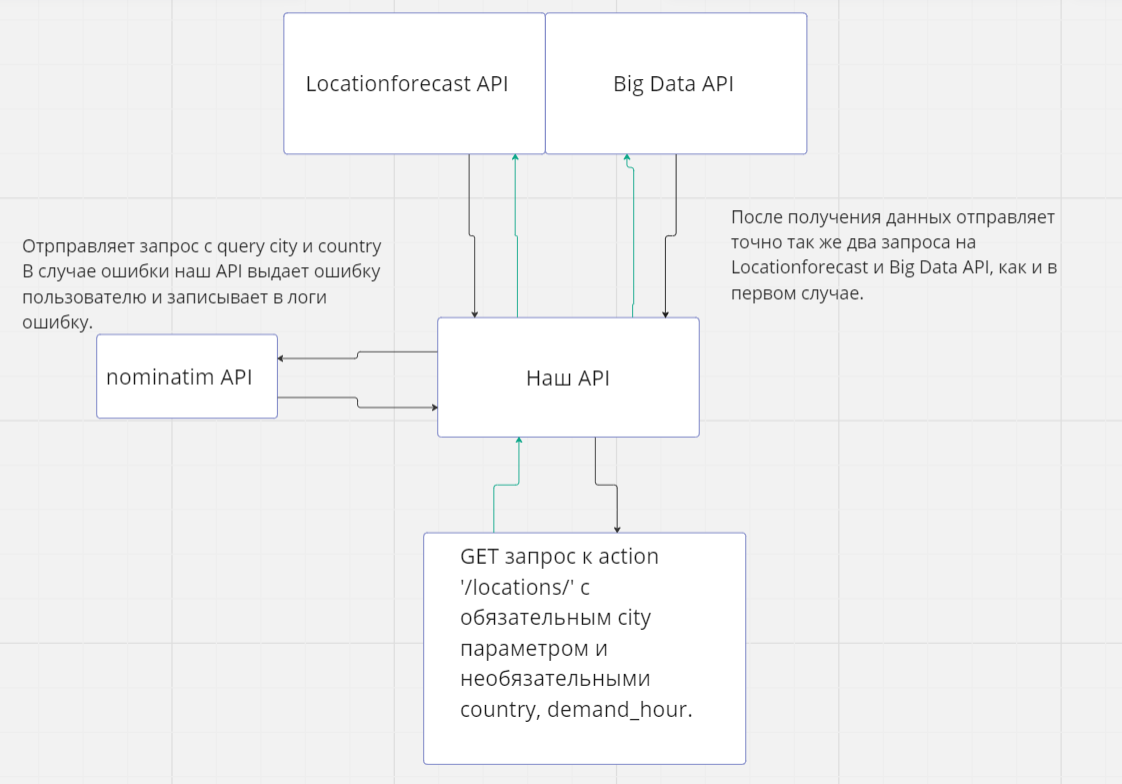 Locationforecast API
Big Data API
После получения данных отправляет
точно так же два запроса на
Locationforecast и Big Data API, как и в
первом случае.
Отрправляет запрос с query city и country
В случае ошибки наш API выдает ошибку
пользователю и записывает в логи
ошибку.
nominatim API
Наш API
GET запрос к action
'/locations/' с
обязательным city
параметром и
необязательными
country, demand_hour.